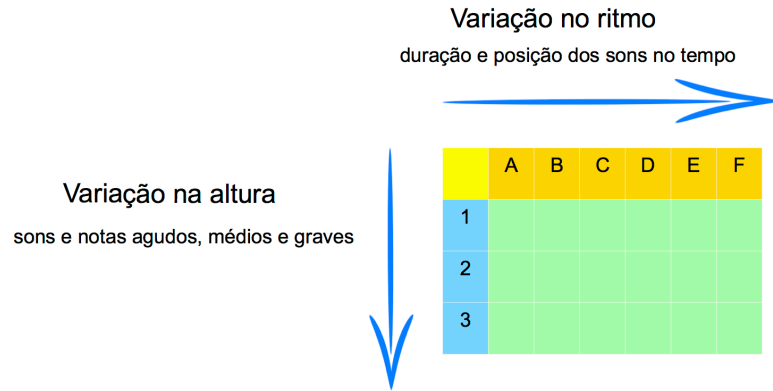 Variação no ritmo
duração e posição dos sons no tempo
A B C D E F
Variação na altura
sons e notas agudos, médios e graves
1
2
3